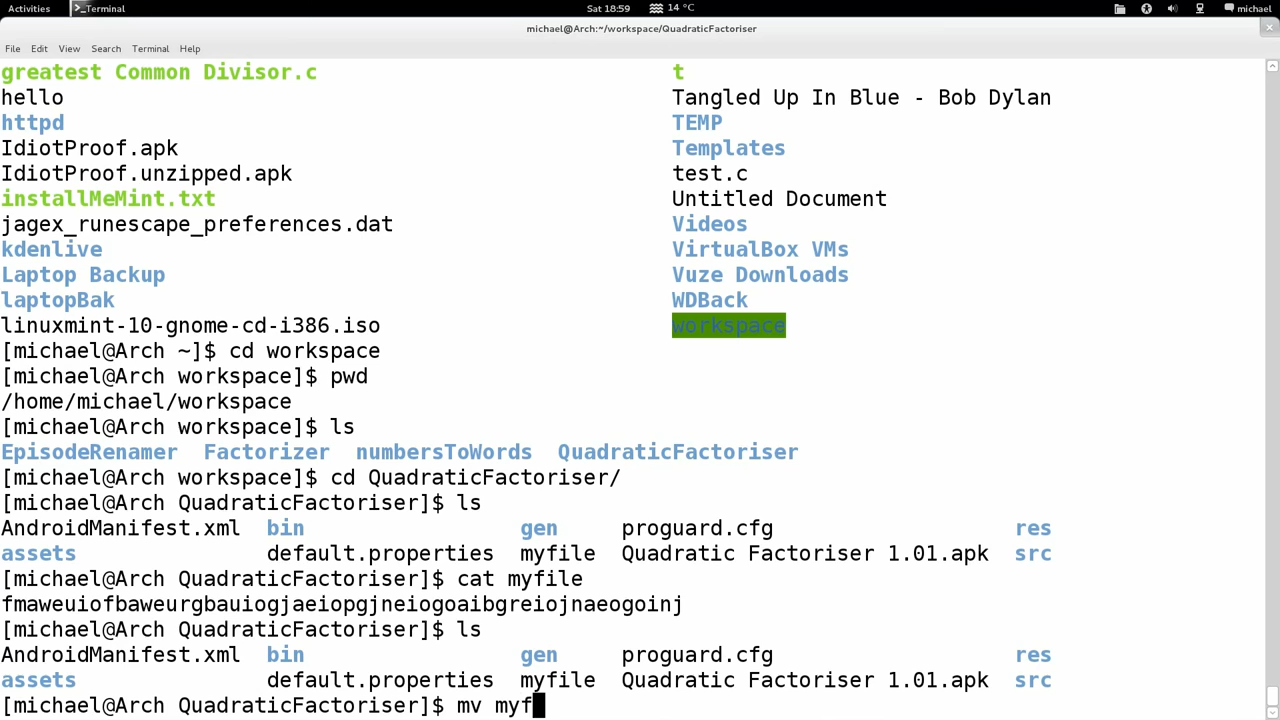 Activities Terminal Sat 18:59 14 °C michael
michael@Arch:~/workspace/QuadraticFactoriser
File Edit View Search Terminal Help
greatest Common Divisor.c t
hello Tangled Up In Blue - Bob Dylan
httpd TEMP
IdiotProof.apk Templates
IdiotProof.unzipped.apk test.c
installMeMint.txt Untitled Document
jagex_runescape_preferences.dat Videos
kdenlive VirtualBox VMs
Laptop Backup Vuze Downloads
laptopBak WDBack
linuxmint-10-gnome-cd-i386.iso workspace
[michael@Arch ~]$ cd workspace
[michael@Arch workspace]$ pwd
/home/michael/workspace
[michael@Arch workspace]$ ls
EpisodeRenamer Factorizer numbersToWords QuadraticFactoriser
[michael@Arch workspace]$ cd QuadraticFactoriser/
[michael@Arch QuadraticFactoriser]$ ls
AndroidManifest.xml bin gen proguard.cfg res
assets default.properties myfile Quadratic Factoriser 1.01.apk src
[michael@Arch QuadraticFactoriser]$ cat myfile
fmaweuiofbaweurgbauiogjaeiopgjneiogoaibgreiojnaeogoinj
[michael@Arch QuadraticFactoriser]$ ls
AndroidManifest.xml bin gen proguard.cfg res
assets default.properties myfile Quadratic Factoriser 1.01.apk src
[michael@Arch QuadraticFactoriser]$ mv myf